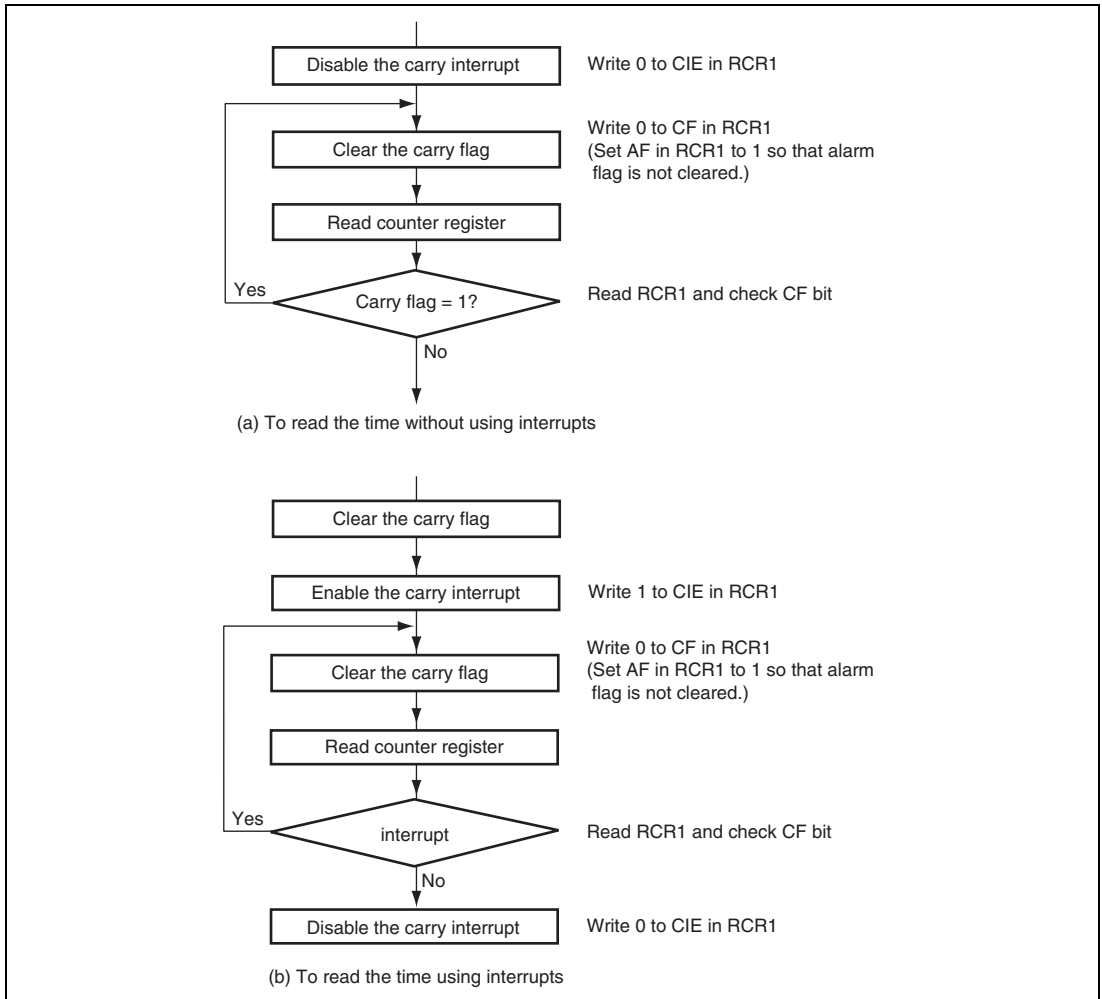 Disable the carry interrupt
Write 0 to CIE in RCR1
Clear the carry flag
Write 0 to CF in RCR1
(Set AF in RCR1 to 1 so that alarm
flag is not cleared.)
Read counter register
Yes
Carry flag = 1?
Read RCR1 and check CF bit
No
(a) To read the time without using interrupts
Clear the carry flag
Enable the carry interrupt
Write 1 to CIE in RCR1
Clear the carry flag
Write 0 to CF in RCR1
(Set AF in RCR1 to 1 so that alarm
flag is not cleared.)
Read counter register
Yes
interrupt
Read RCR1 and check CF bit
No
Disable the carry interrupt
Write 0 to CIE in RCR1
(b) To read the time using interrupts